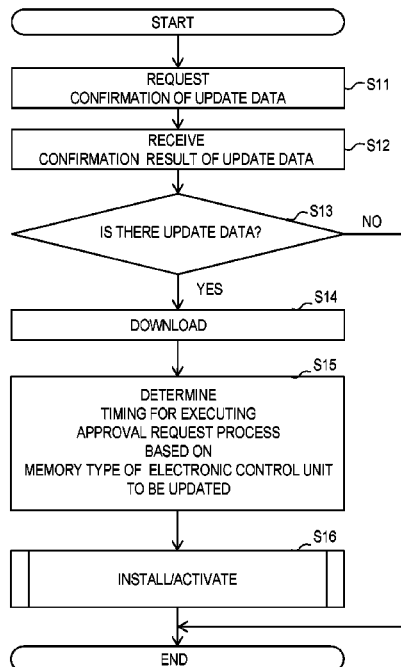 START
REQUEST
CONFIRMATION OF UPDATE DATA
S11
RECEIVE
CONFIRMATION RESULT OF UPDATE DATA
S12
S13
IS THERE UPDATE DATA?
NO
YES
S14
DOWNLOAD
S15
DETERMINE
TIMING FOR EXECUTING
APPROVAL REQUEST PROCESS
BASED ON
MEMORY TYPE OF ELECTRONIC CONTROL UNIT
TO BE UPDATED
S16
INSTALL/ACTIVATE
END